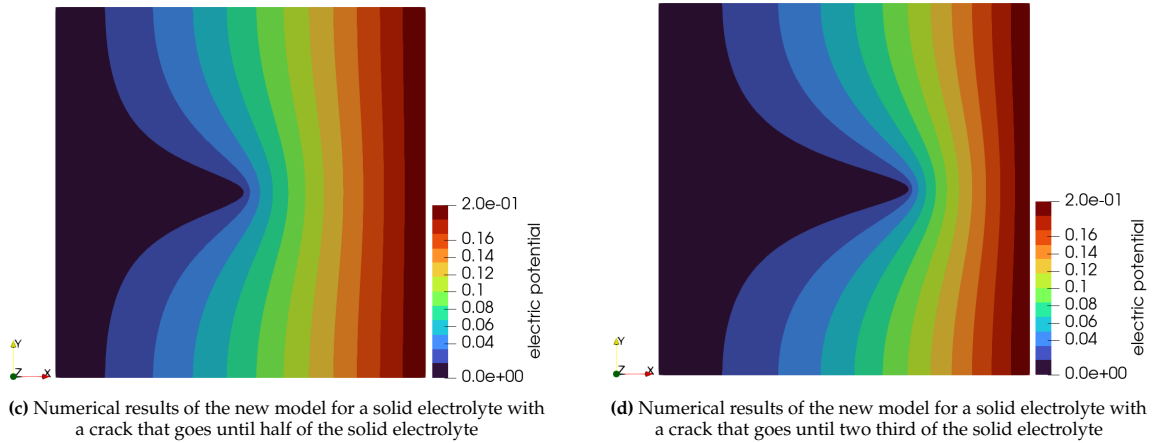 2.0e-01
0.16
0.14
0.12
0.1
0.08
0.06
0.04
0.0e+00
electric potential
Y
Z
X
(c) Numerical results of the new model for a solid electrolyte with
a crack that goes until half of the solid electrolyte
2.0e-01
0.16
0.14
0.12
0.1
0.08
0.06
0.04
0.0e+00
electric potential
Y
Z
X
(d) Numerical results of the new model for a solid electrolyte with
a crack that goes until two third of the solid electrolyte